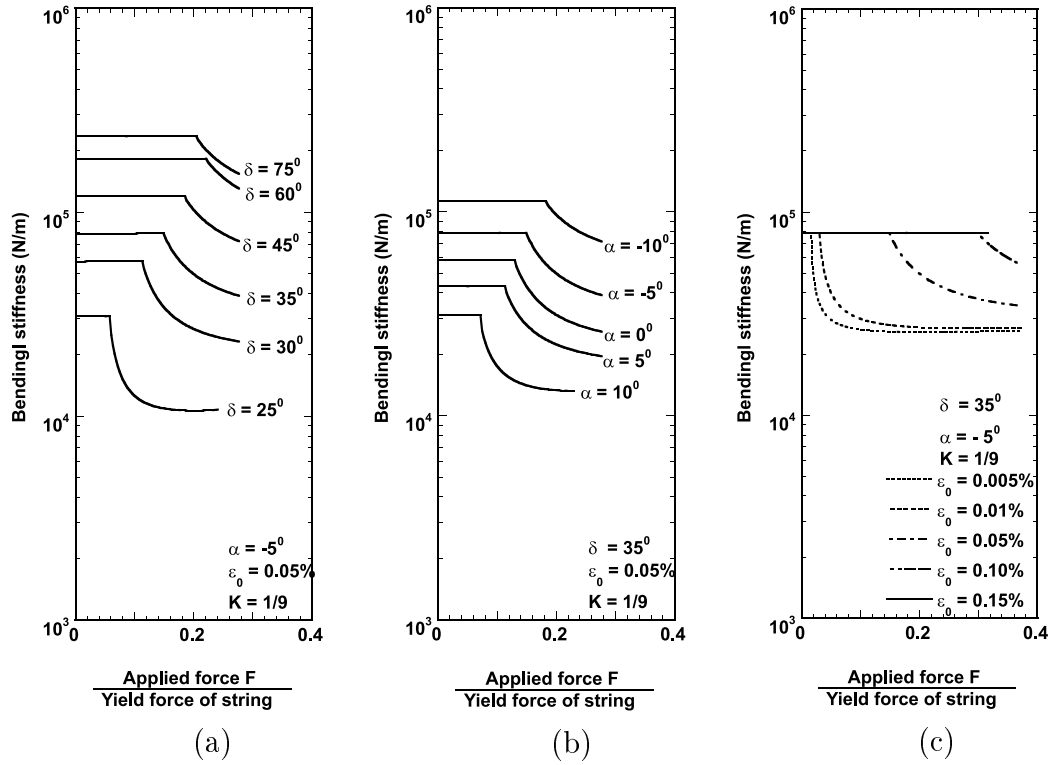 Bendingl stiffness (N/m)
10⁶
10⁵
10⁴
10³
δ = 75⁰
δ = 60⁰
δ = 45⁰
δ = 35⁰
δ = 30⁰
δ = 25⁰
α = -5⁰
ε₀ = 0.05%
K = 1/9
0
0.2
0.4
Applied force F
Yield force of string
(a)
Bendingl stiffness (N/m)
10⁶
10⁵
10⁴
10³
α = -10⁰
α = -5⁰
α = 0⁰
α = 5⁰
α = 10⁰
δ = 35⁰
ε₀ = 0.05%
K = 1/9
0
0.2
0.4
Applied force F
Yield force of string
(b)
Bendingl stiffness (N/m)
10⁶
10⁵
10⁴
10³
δ = 35⁰
α = - 5⁰
K = 1/9
ε₀ = 0.005%
ε₀ = 0.01%
ε₀ = 0.05%
ε₀ = 0.10%
ε₀ = 0.15%
0
0.2
0.4
Applied force F
Yield force of string
(c)